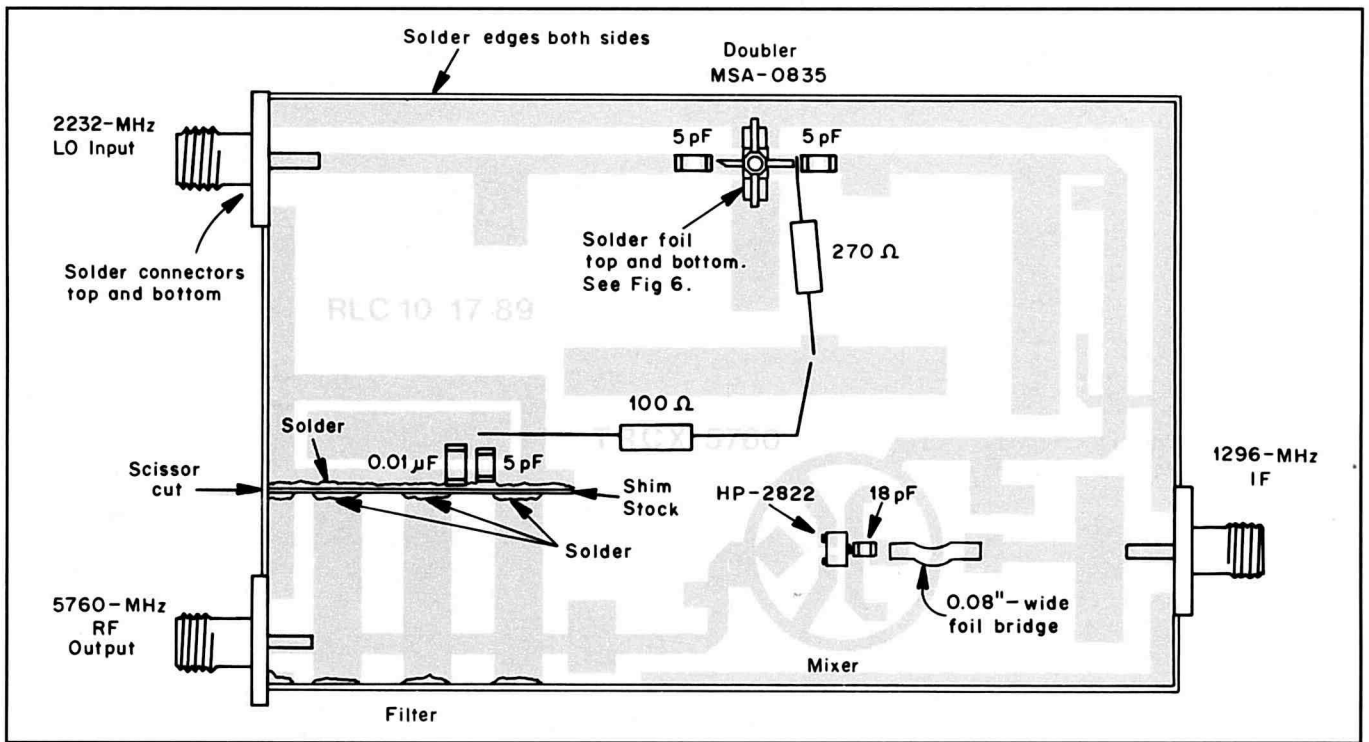 Solder edges both sides
Doubler
MSA-0835
2232-MHz
LO Input
5 pF
5 pF
Solder connectors
top and bottom
Solder foil
top and bottom.
See Fig 6.
270 Ω
RLC 10 17 89
100 Ω
TRCX 5760
Solder
0.01 μF
5 pF
Scissor
cut
Shim
Stock
HP-2822
18 pF
1296-MHz
IF
Solder
5760-MHz
RF
Output
0.08"-wide
foil bridge
Mixer
Filter